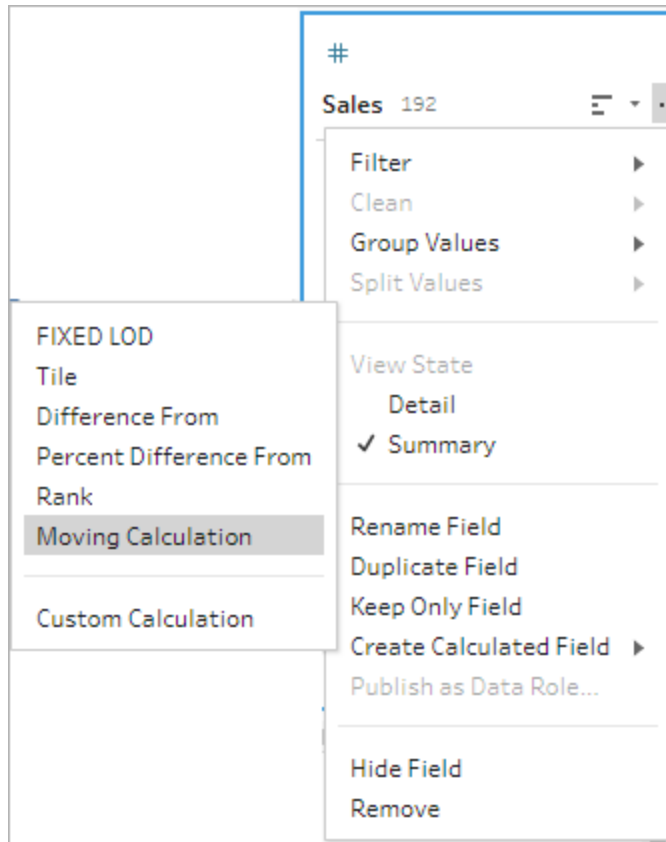 #
Sales 192
Filter
Clean
Group Values
Split Values
View State
Detail
✓ Summary
Rename Field
Duplicate Field
Keep Only Field
Create Calculated Field
Publish as Data Role...
Hide Field
Remove
FIXED LOD
Tile
Difference From
Percent Difference From
Rank
Moving Calculation
Custom Calculation